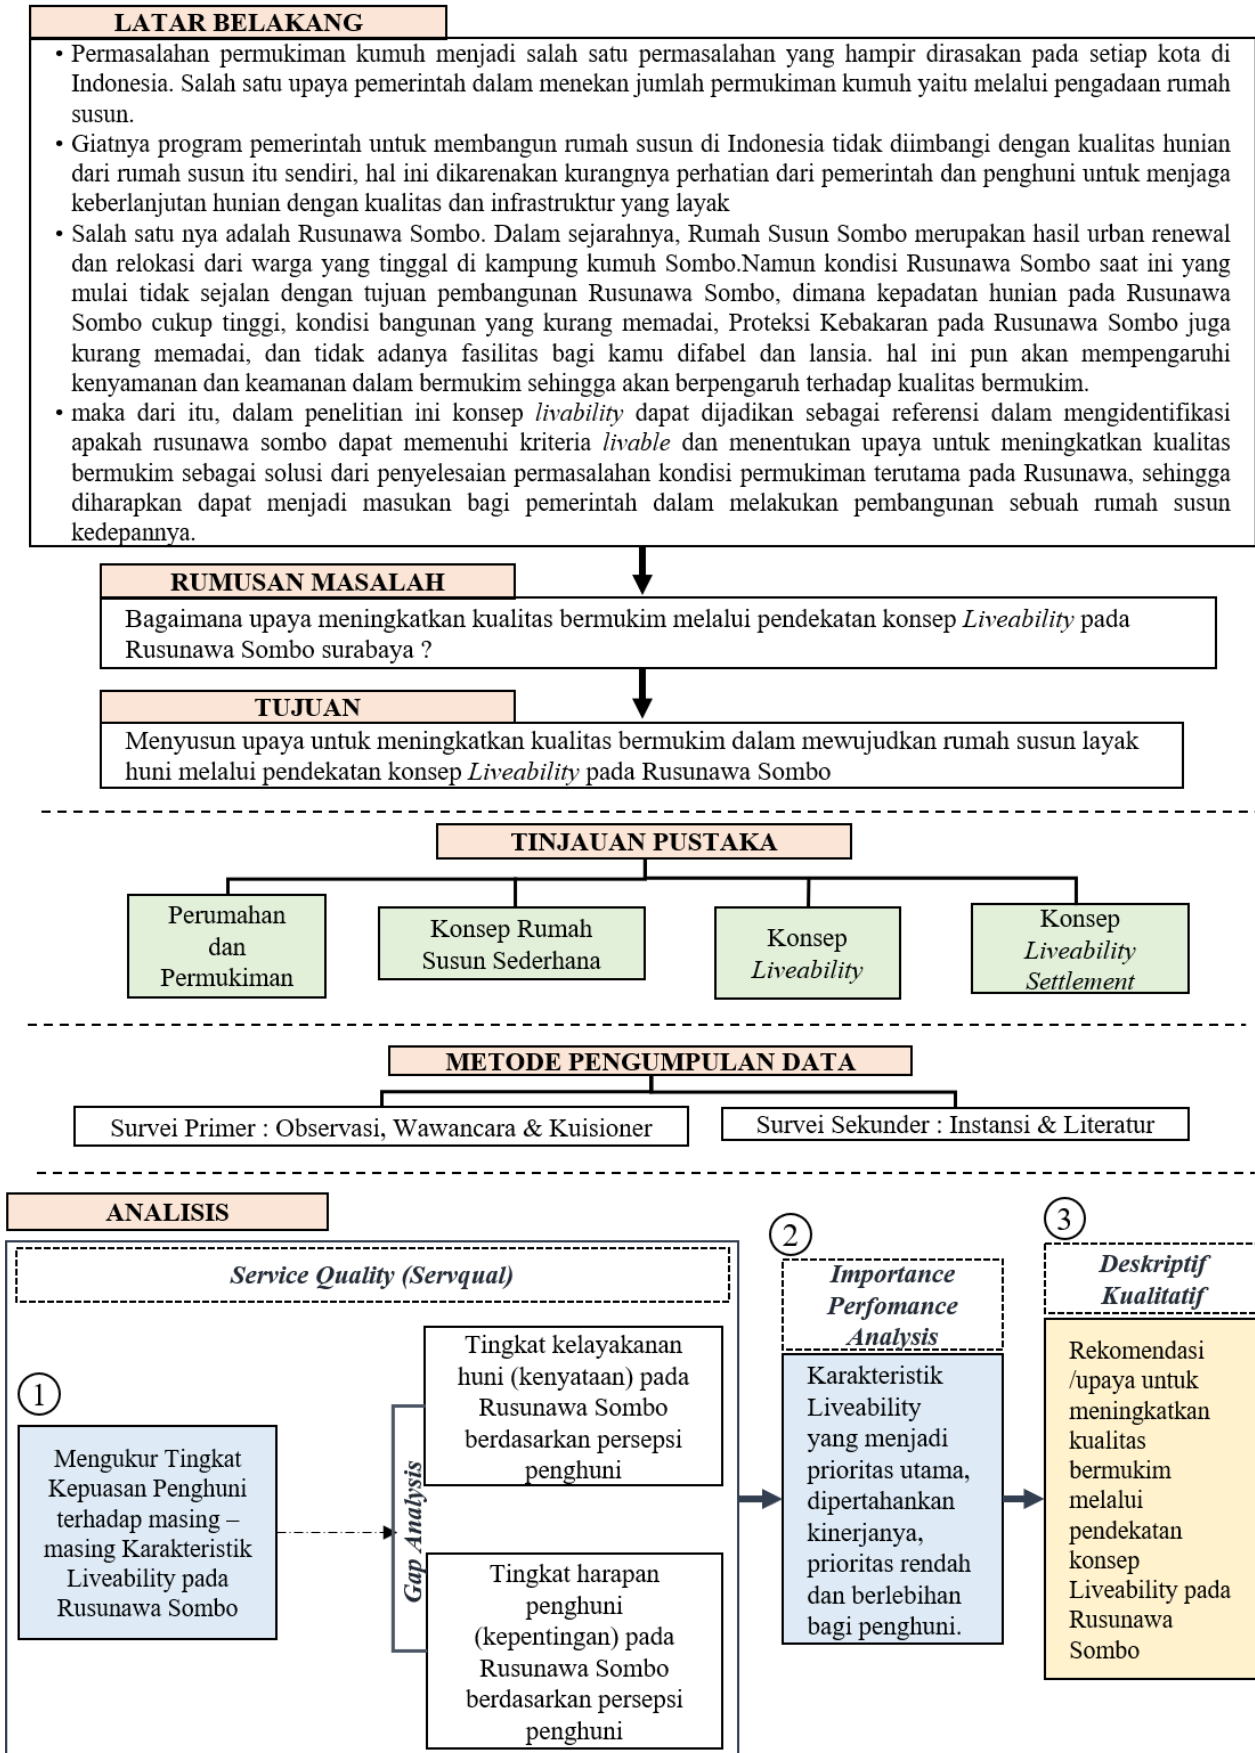 LATAR BELAKANG
• Permasalahan permukiman kumuh menjadi salah satu permasalahan yang hampir dirasakan pada setiap kota di
Indonesia. Salah satu upaya pemerintah dalam menekan jumlah permukiman kumuh yaitu melalui pengadaan rumah
susun.
• Giatnya program pemerintah untuk membangun rumah susun di Indonesia tidak diimbangi dengan kualitas hunian
dari rumah susun itu sendiri, hal ini dikarenakan kurangnya perhatian dari pemerintah dan penghuni untuk menjaga
keberlanjutan hunian dengan kualitas dan infrastruktur yang layak
• Salah satu nya adalah Rusunawa Sombo. Dalam sejarahnya, Rumah Susun Sombo merupakan hasil urban renewal
dan relokasi dari warga yang tinggal di kampung kumuh Sombo.Namun kondisi Rusunawa Sombo saat ini yang
mulai tidak sejalan dengan tujuan pembangunan Rusunawa Sombo, dimana kepadatan hunian pada Rusunawa
Sombo cukup tinggi, kondisi bangunan yang kurang memadai, Proteksi Kebakaran pada Rusunawa Sombo juga
kurang memadai, dan tidak adanya fasilitas bagi kamu difabel dan lansia. hal ini pun akan mempengaruhi
kenyamanan dan keamanan dalam bermukim sehingga akan berpengaruh terhadap kualitas bermukim.
• maka dari itu, dalam penelitian ini konsep livability dapat dijadikan sebagai referensi dalam mengidentifikasi
apakah rusunawa sombo dapat memenuhi kriteria livable dan menentukan upaya untuk meningkatkan kualitas
bermukim sebagai solusi dari penyelesaian permasalahan kondisi permukiman terutama pada Rusunawa, sehingga
diharapkan dapat menjadi masukan bagi pemerintah dalam melakukan pembangunan sebuah rumah susun
kedepannya.
RUMUSAN MASALAH
Bagaimana upaya meningkatkan kualitas bermukim melalui pendekatan konsep Liveability pada
Rusunawa Sombo surabaya ?
TUJUAN
Menyusun upaya untuk meningkatkan kualitas bermukim dalam mewujudkan rumah susun layak
huni melalui pendekatan konsep Liveability pada Rusunawa Sombo
TINJAUAN PUSTAKA
Perumahan
dan
Permukiman
Konsep Rumah
Susun Sederhana
Konsep
Liveability
Konsep
Liveability
Settlement
METODE PENGUMPULAN DATA
Survei Primer : Observasi, Wawancara & Kuisioner
Survei Sekunder : Instansi & Literatur
ANALISIS
Service Quality (Servqual)
1
Mengukur Tingkat
Kepuasan Penghuni
terhadap masing –
masing Karakteristik
Liveability pada
Rusunawa Sombo
Gap Analysis
Tingkat kelayakanan
huni (kenyataan) pada
Rusunawa Sombo
berdasarkan persepsi
penghuni
Tingkat harapan
penghuni
(kepentingan) pada
Rusunawa Sombo
berdasarkan persepsi
penghuni
2
Importance
Perfomance
Analysis
Karakteristik
Liveability
yang menjadi
prioritas utama,
dipertahankan
kinerjanya,
prioritas rendah
dan berlebihan
bagi penghuni.
3
Deskriptif
Kualitatif
Rekomendasi
/upaya untuk
meningkatkan
kualitas
bermukim
melalui
pendekatan
konsep
Liveability pada
Rusunawa
Sombo